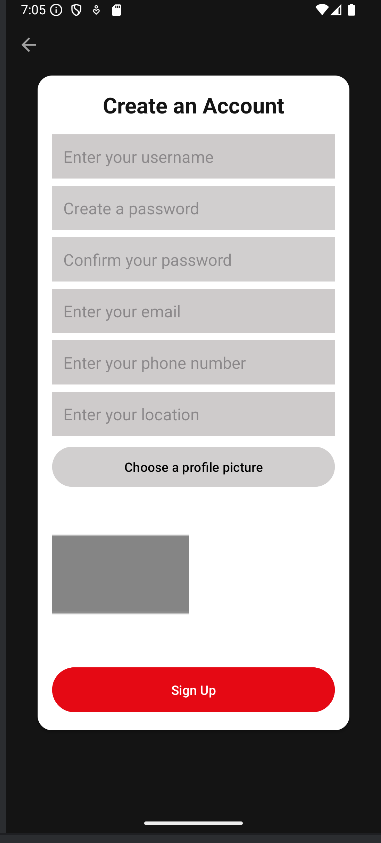 7:05
Create an Account
Enter your username
Create a password
Confirm your password
Enter your email
Enter your phone number
Enter your location
Choose a profile picture
Sign Up